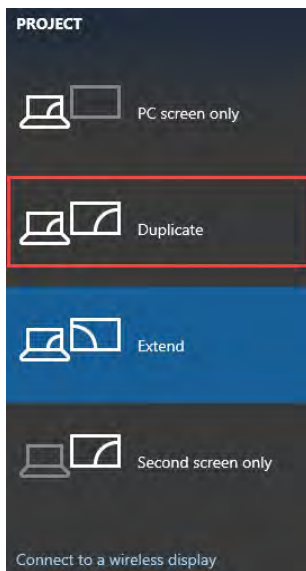 PROJECT
PC screen only
Duplicate
Extend
Second screen only
Connect to a wireless display